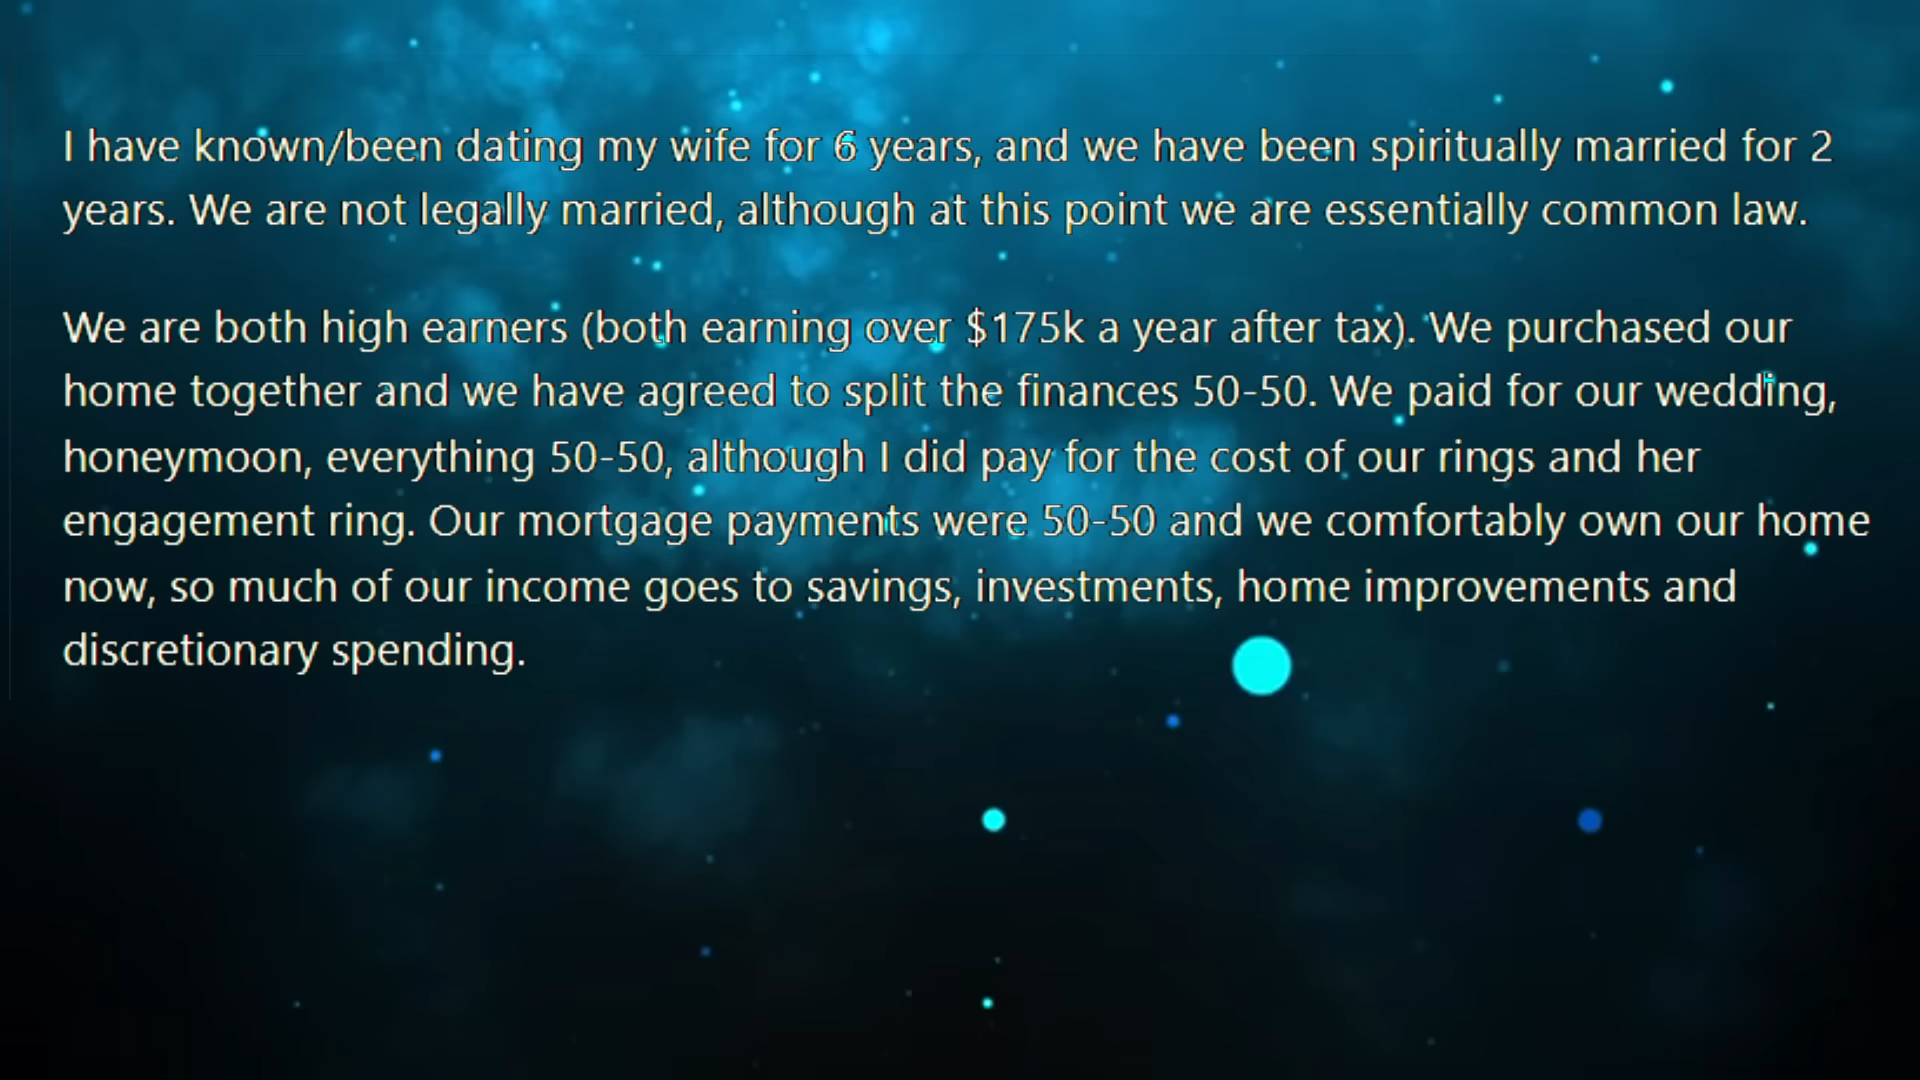 I have known/been dating my wife for 6 years, and we have been spiritually married for 2
years. We are not legally married, although at this point we are essentially common law.
We are both high earners (both earning over $175k a year after tax). We purchased our
home together and we have agreed to split the finances 50-50. We paid for our wedding,
honeymoon, everything 50-50, although I did pay for the cost of our rings and her
engagement ring. Our mortgage payments were 50-50 and we comfortably own our home
now, so much of our income goes to savings, investments, home improvements and
discretionary spending.